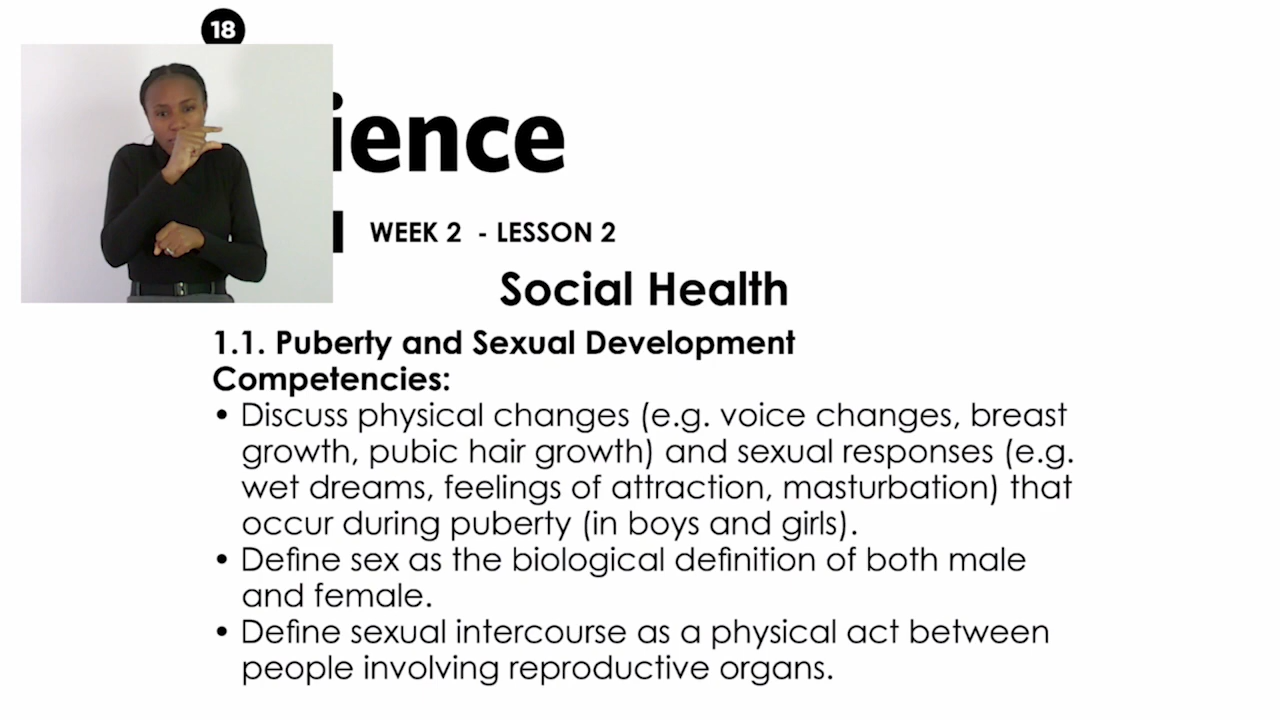 18
ience
WEEK 2 - LESSON 2
Social Health
1.1. Puberty and Sexual Development
Competencies:
• Discuss physical changes (e.g. voice changes, breast
growth, pubic hair growth) and sexual responses (e.g.
wet dreams, feelings of attraction, masturbation) that
occur during puberty (in boys and girls).
• Define sex as the biological definition of both male
and female.
• Define sexual intercourse as a physical act between
people involving reproductive organs.